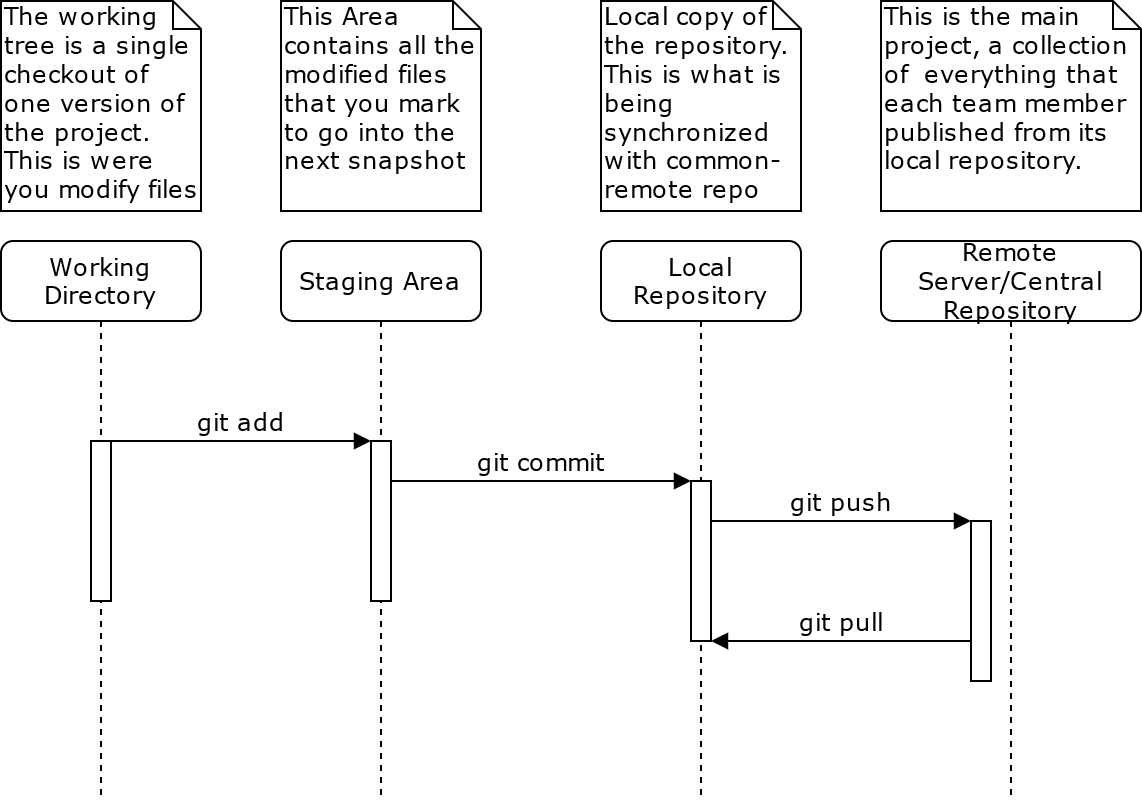 The working
tree is a single
checkout of
one version of
the project.
This is were
you modify files
This Area
contains all the
modified files
that you mark
to go into the
next snapshot
Local copy of
the repository.
This is what is
being
synchronized
with common-
remote repo
This is the main
project, a collection
of  everything that
each team member
published from its
local repository.
Working
Directory
Staging Area
Local
Repository
Remote
Server/Central
Repository
git add
git commit
git push
git pull